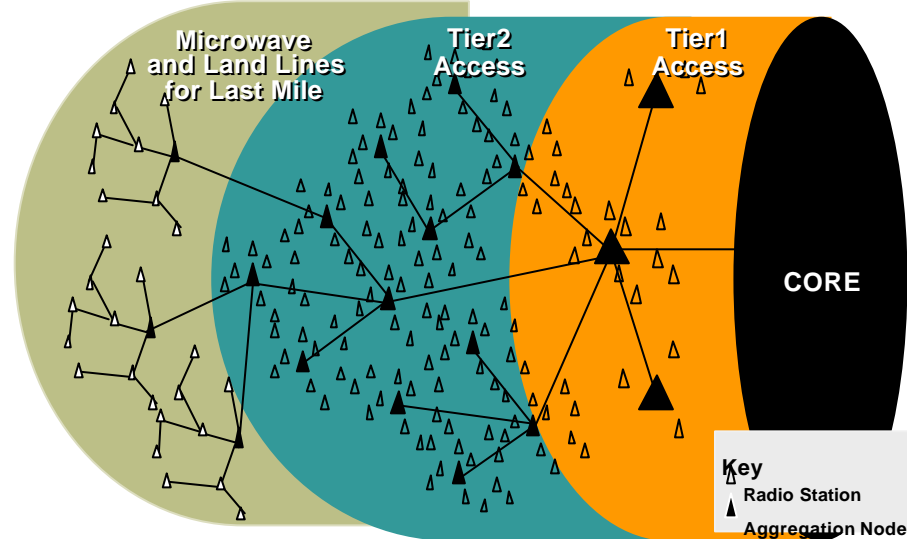 Microwave
and Land Lines
for Last Mile
Tier2
Access
Tier1
Access
CORE
Key
Radio Station
Aggregation Node